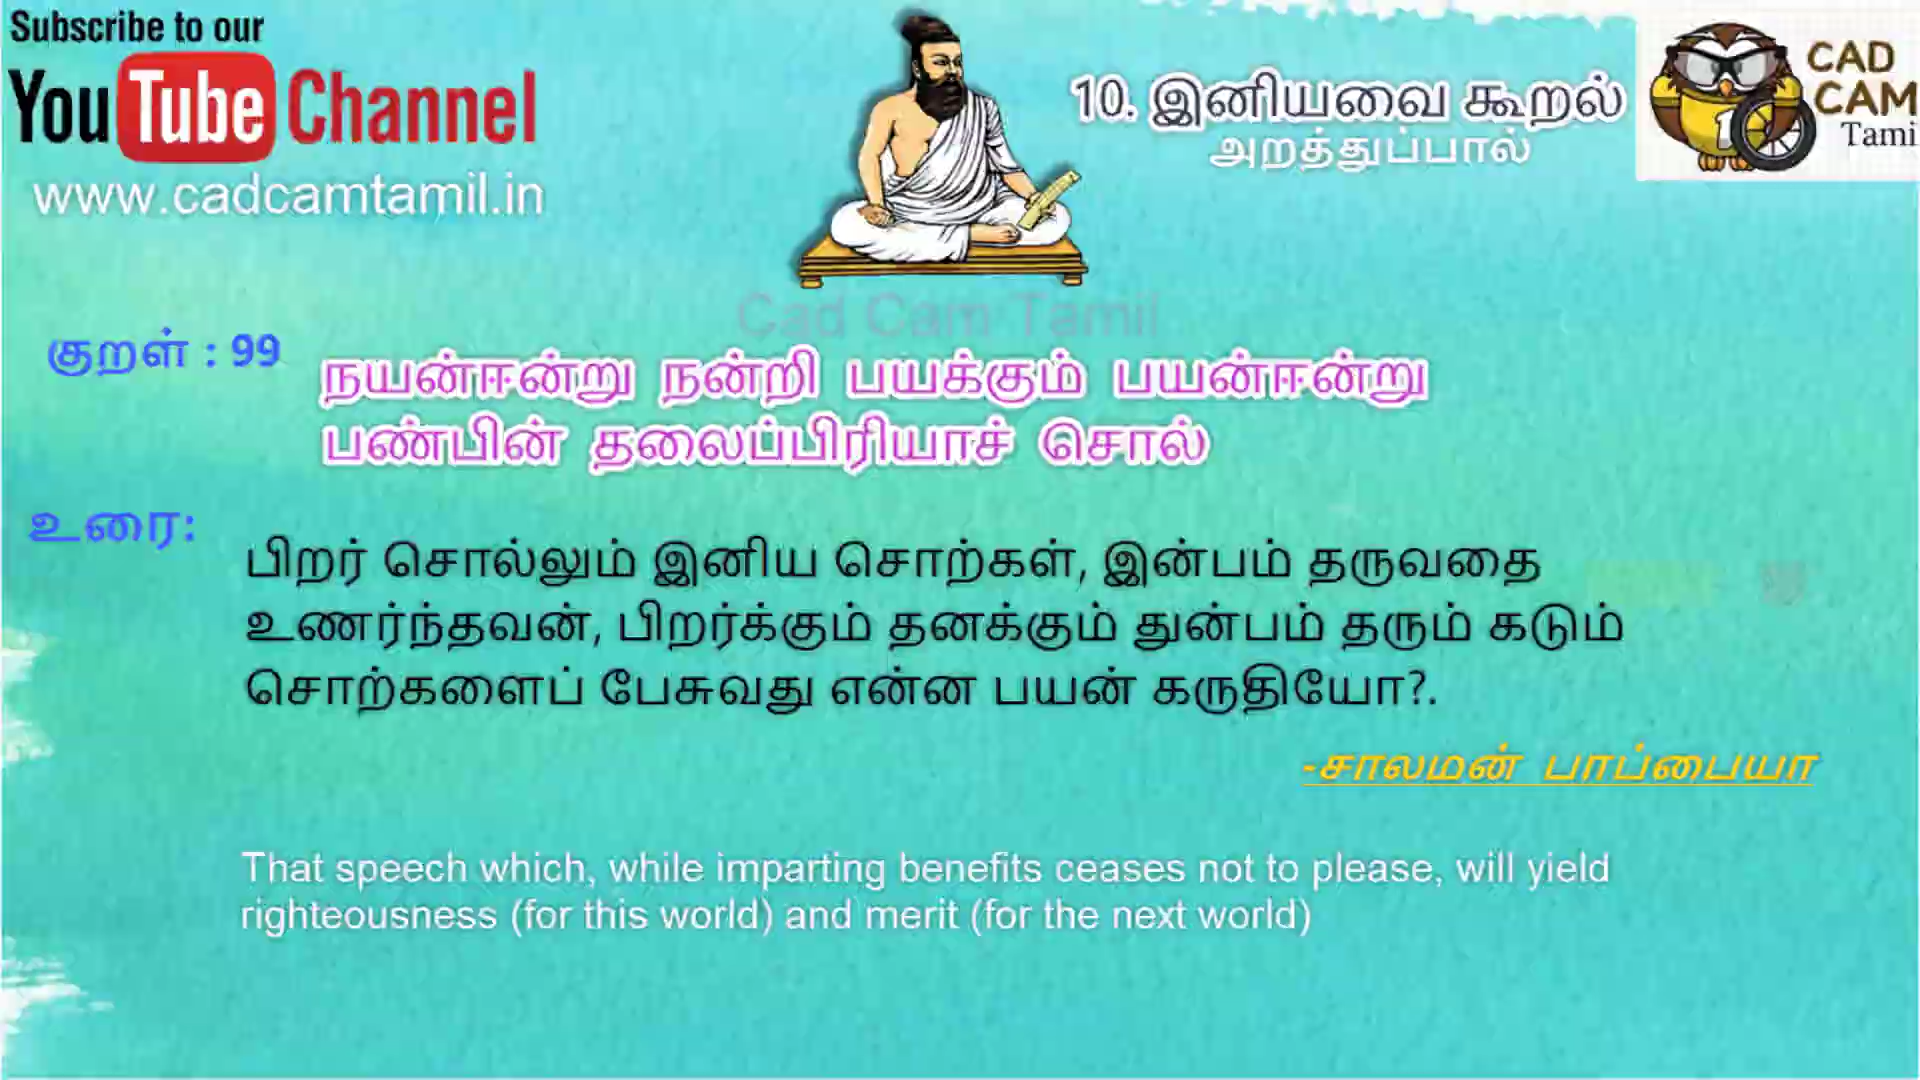 Subscribe to our
YouTube Channel
www.cadcamtamil.in
10. இனியவை கூறல்
அறத்துப்பால்
CAD
CAM
Tami
Cad Cam Tamil
குறள் : 99
நயன்ஈன்று நன்றி பயக்கும் பயன்ஈன்று
பண்பின் தலைப்பிரியாச் சொல்
உரை:
பிறர் சொல்லும் இனிய சொற்கள், இன்பம் தருவதை
உணர்ந்தவன், பிறர்க்கும் தனக்கும் துன்பம் தரும் கடும்
சொற்களைப் பேசுவது என்ன பயன் கருதியோ?.
-சாலமன் பாப்பையா
That speech which, while imparting benefits ceases not to please, will yield
righteousness (for this world) and merit (for the next world)